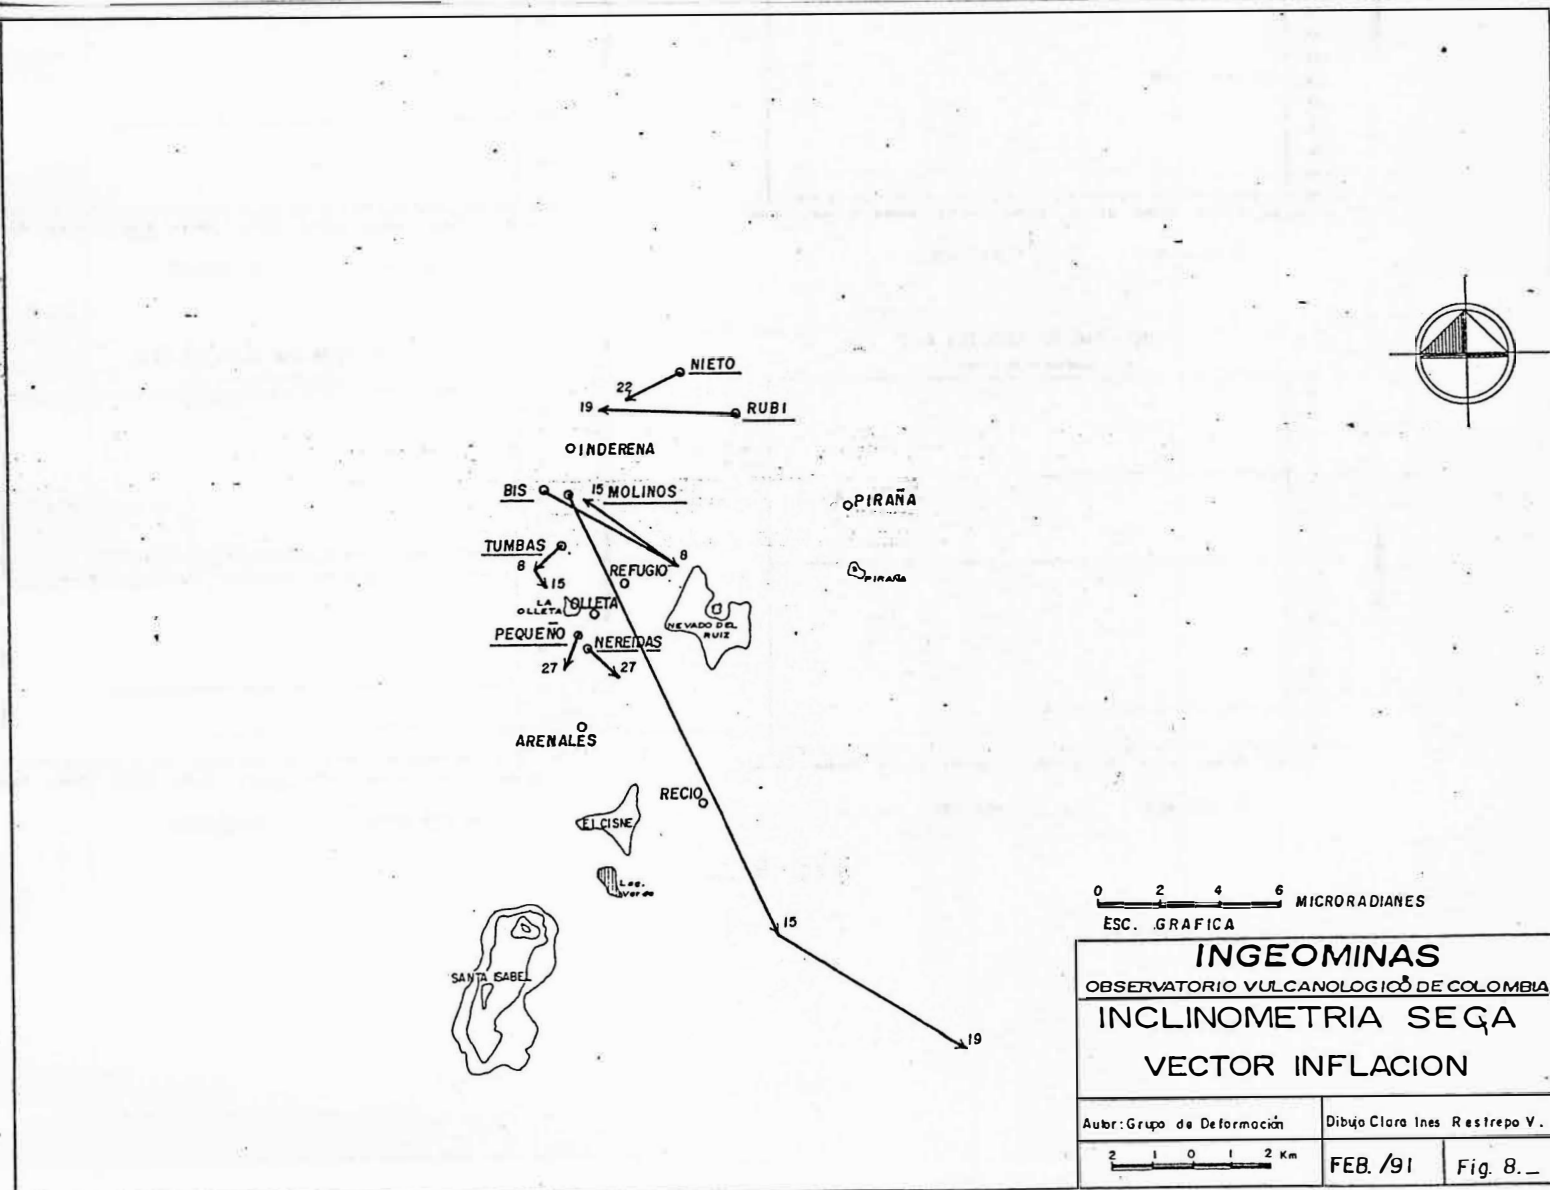 NIETO
22
19
RUBI
INDERENA
BIS
15 MOLINOS
PIRAÑA
TUMBAS
8
8
15
REFUGIO
PIRAÑA
LA
OLLETA
OLLETA
NEVADO DEL
RUIZ
PEQUEÑO
NEREIDAS
27
27
ARENALES
RECIO
EL CISNE
Lag.
Verde
15
SANTA ISABEL
19
0 2 4 6 MICRORADIANES
ESC. GRAFICA
INGEOMINAS
OBSERVATORIO VULCANOLOGICO DE COLOMBIA
INCLINOMETRIA SECA
VECTOR INFLACION
Autor: Grupo de Deformación
Dibujo Clara Ines Restrepo V.
2 1 0 1 2 Km
FEB. /91
Fig. 8._